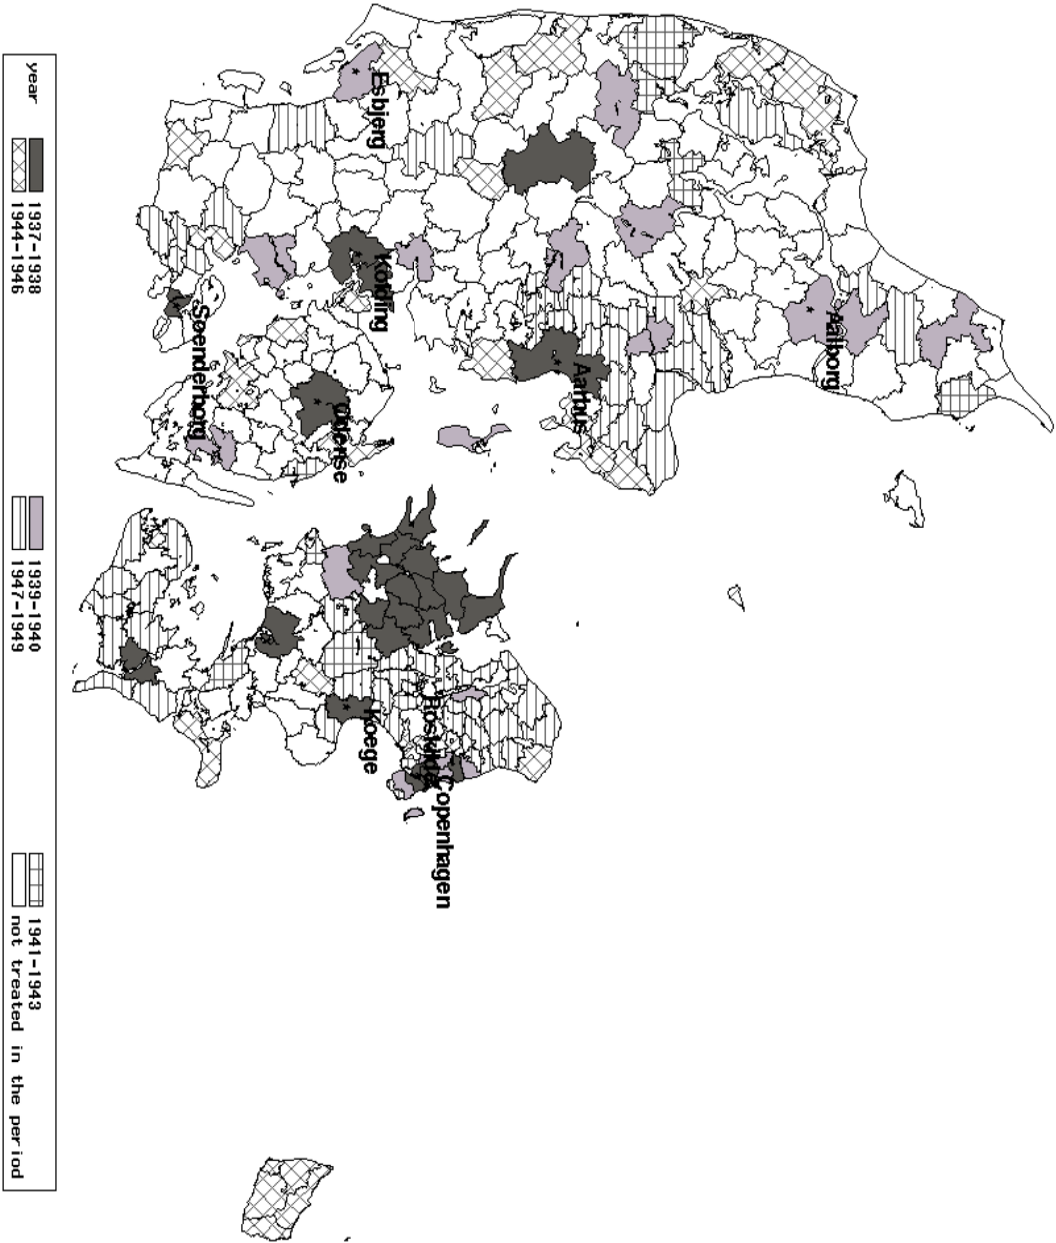 Aalborg
Aarhus
Copenhagen
Roskilde
Kolding
Esbjerg
Koege
Odense
Soenderborg
year 1937-1938 1939-1940 1941-1943
1944-1946 1947-1949 not treated in the period